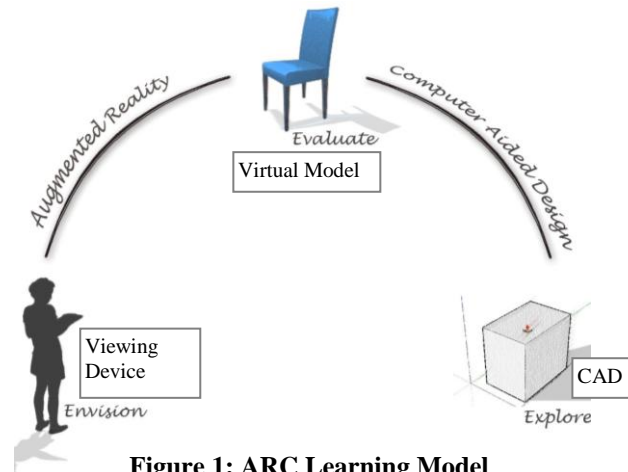 Augmented Reality
Computer Aided Design
Evaluate
Virtual Model
Viewing
Device
Envision
CAD
Explore
Figure 1: ARC Learning Model